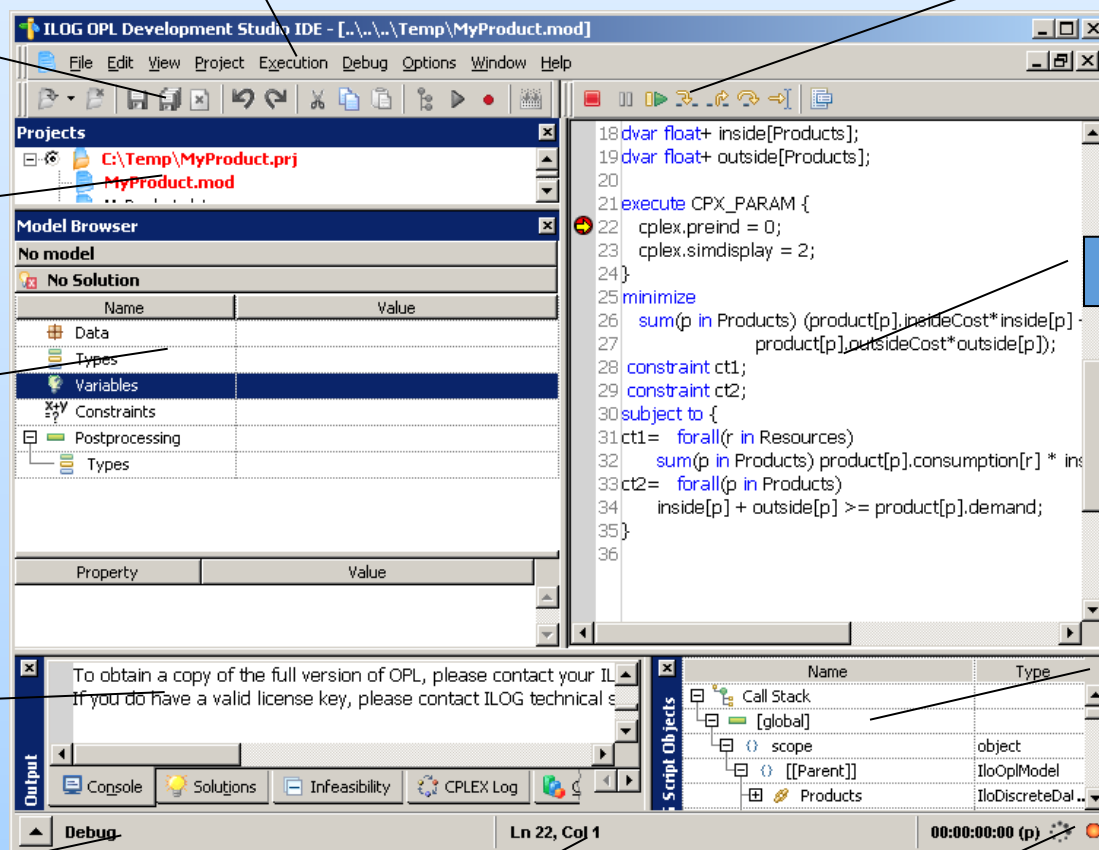 ILOG OPL Development Studio IDE - [..\..\..\Temp\MyProduct.mod]
File Edit View Project Execution Debug Options Window Help
Projects
C:\Temp\MyProduct.prj
MyProduct.mod
Model Browser
No model
No Solution
Name Value
Data
Types
Variables
Constraints
Postprocessing
Types
Property Value
18 dvar float+ inside[Products];
19 dvar float+ outside[Products];
20
21 execute CPX_PARAM {
22 cplex.preind = 0;
23 cplex.simdisplay = 2;
24 }
25 minimize
26 sum(p in Products) (product[p].insideCost*inside[p]
27 product[p].outsideCost*outside[p]);
28 constraint ct1;
29 constraint ct2;
30 subject to {
31 ct1= forall(r in Resources)
32 sum(p in Products) product[p].consumption[r] * ins
33 ct2= forall(p in Products)
34 inside[p] + outside[p] >= product[p].demand;
35 }
36
Output
To obtain a copy of the full version of OPL, please contact your IL
If you do have a valid license key, please contact ILOG technical s
Console Solutions Infeasibility CPLEX Log
Script Objects
Name Type
Call Stack
[global]
scope object
[[Parent]] IloOplModel
Products IloDiscreteDat...
Debug Ln 22, Col 1 00:00:00:00 (p)